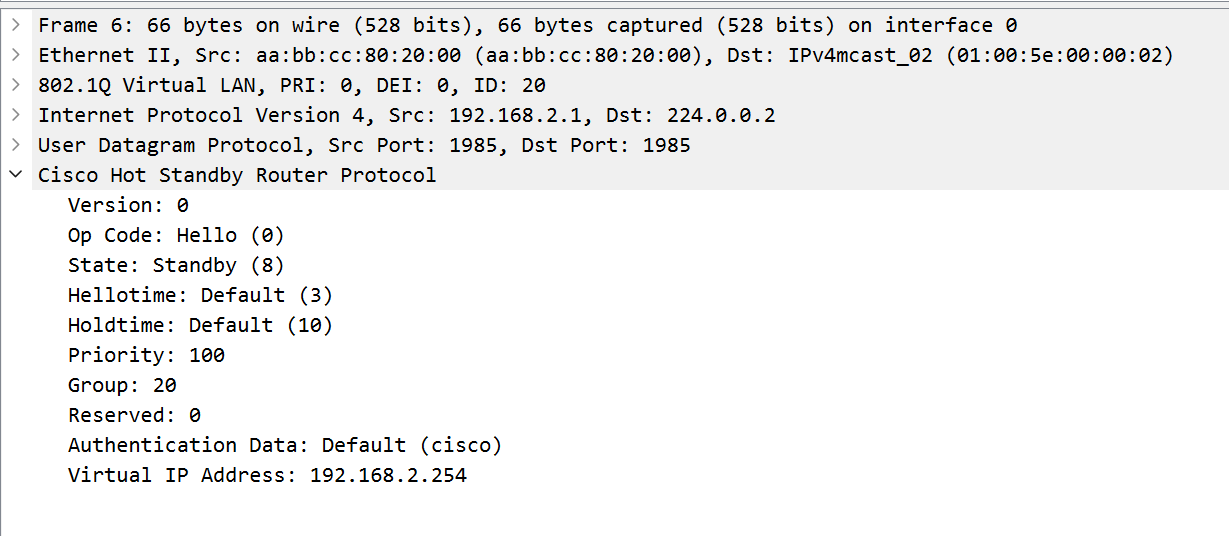 Frame 6: 66 bytes on wire (528 bits), 66 bytes captured (528 bits) on interface 0
Ethernet II, Src: aa:bb:cc:80:20:00 (aa:bb:cc:80:20:00), Dst: IPv4mcast_02 (01:00:5e:00:00:02)
802.1Q Virtual LAN, PRI: 0, DEI: 0, ID: 20
Internet Protocol Version 4, Src: 192.168.2.1, Dst: 224.0.0.2
User Datagram Protocol, Src Port: 1985, Dst Port: 1985
Cisco Hot Standby Router Protocol
Version: 0
Op Code: Hello (0)
State: Standby (8)
Hellotime: Default (3)
Holdtime: Default (10)
Priority: 100
Group: 20
Reserved: 0
Authentication Data: Default (cisco)
Virtual IP Address: 192.168.2.254